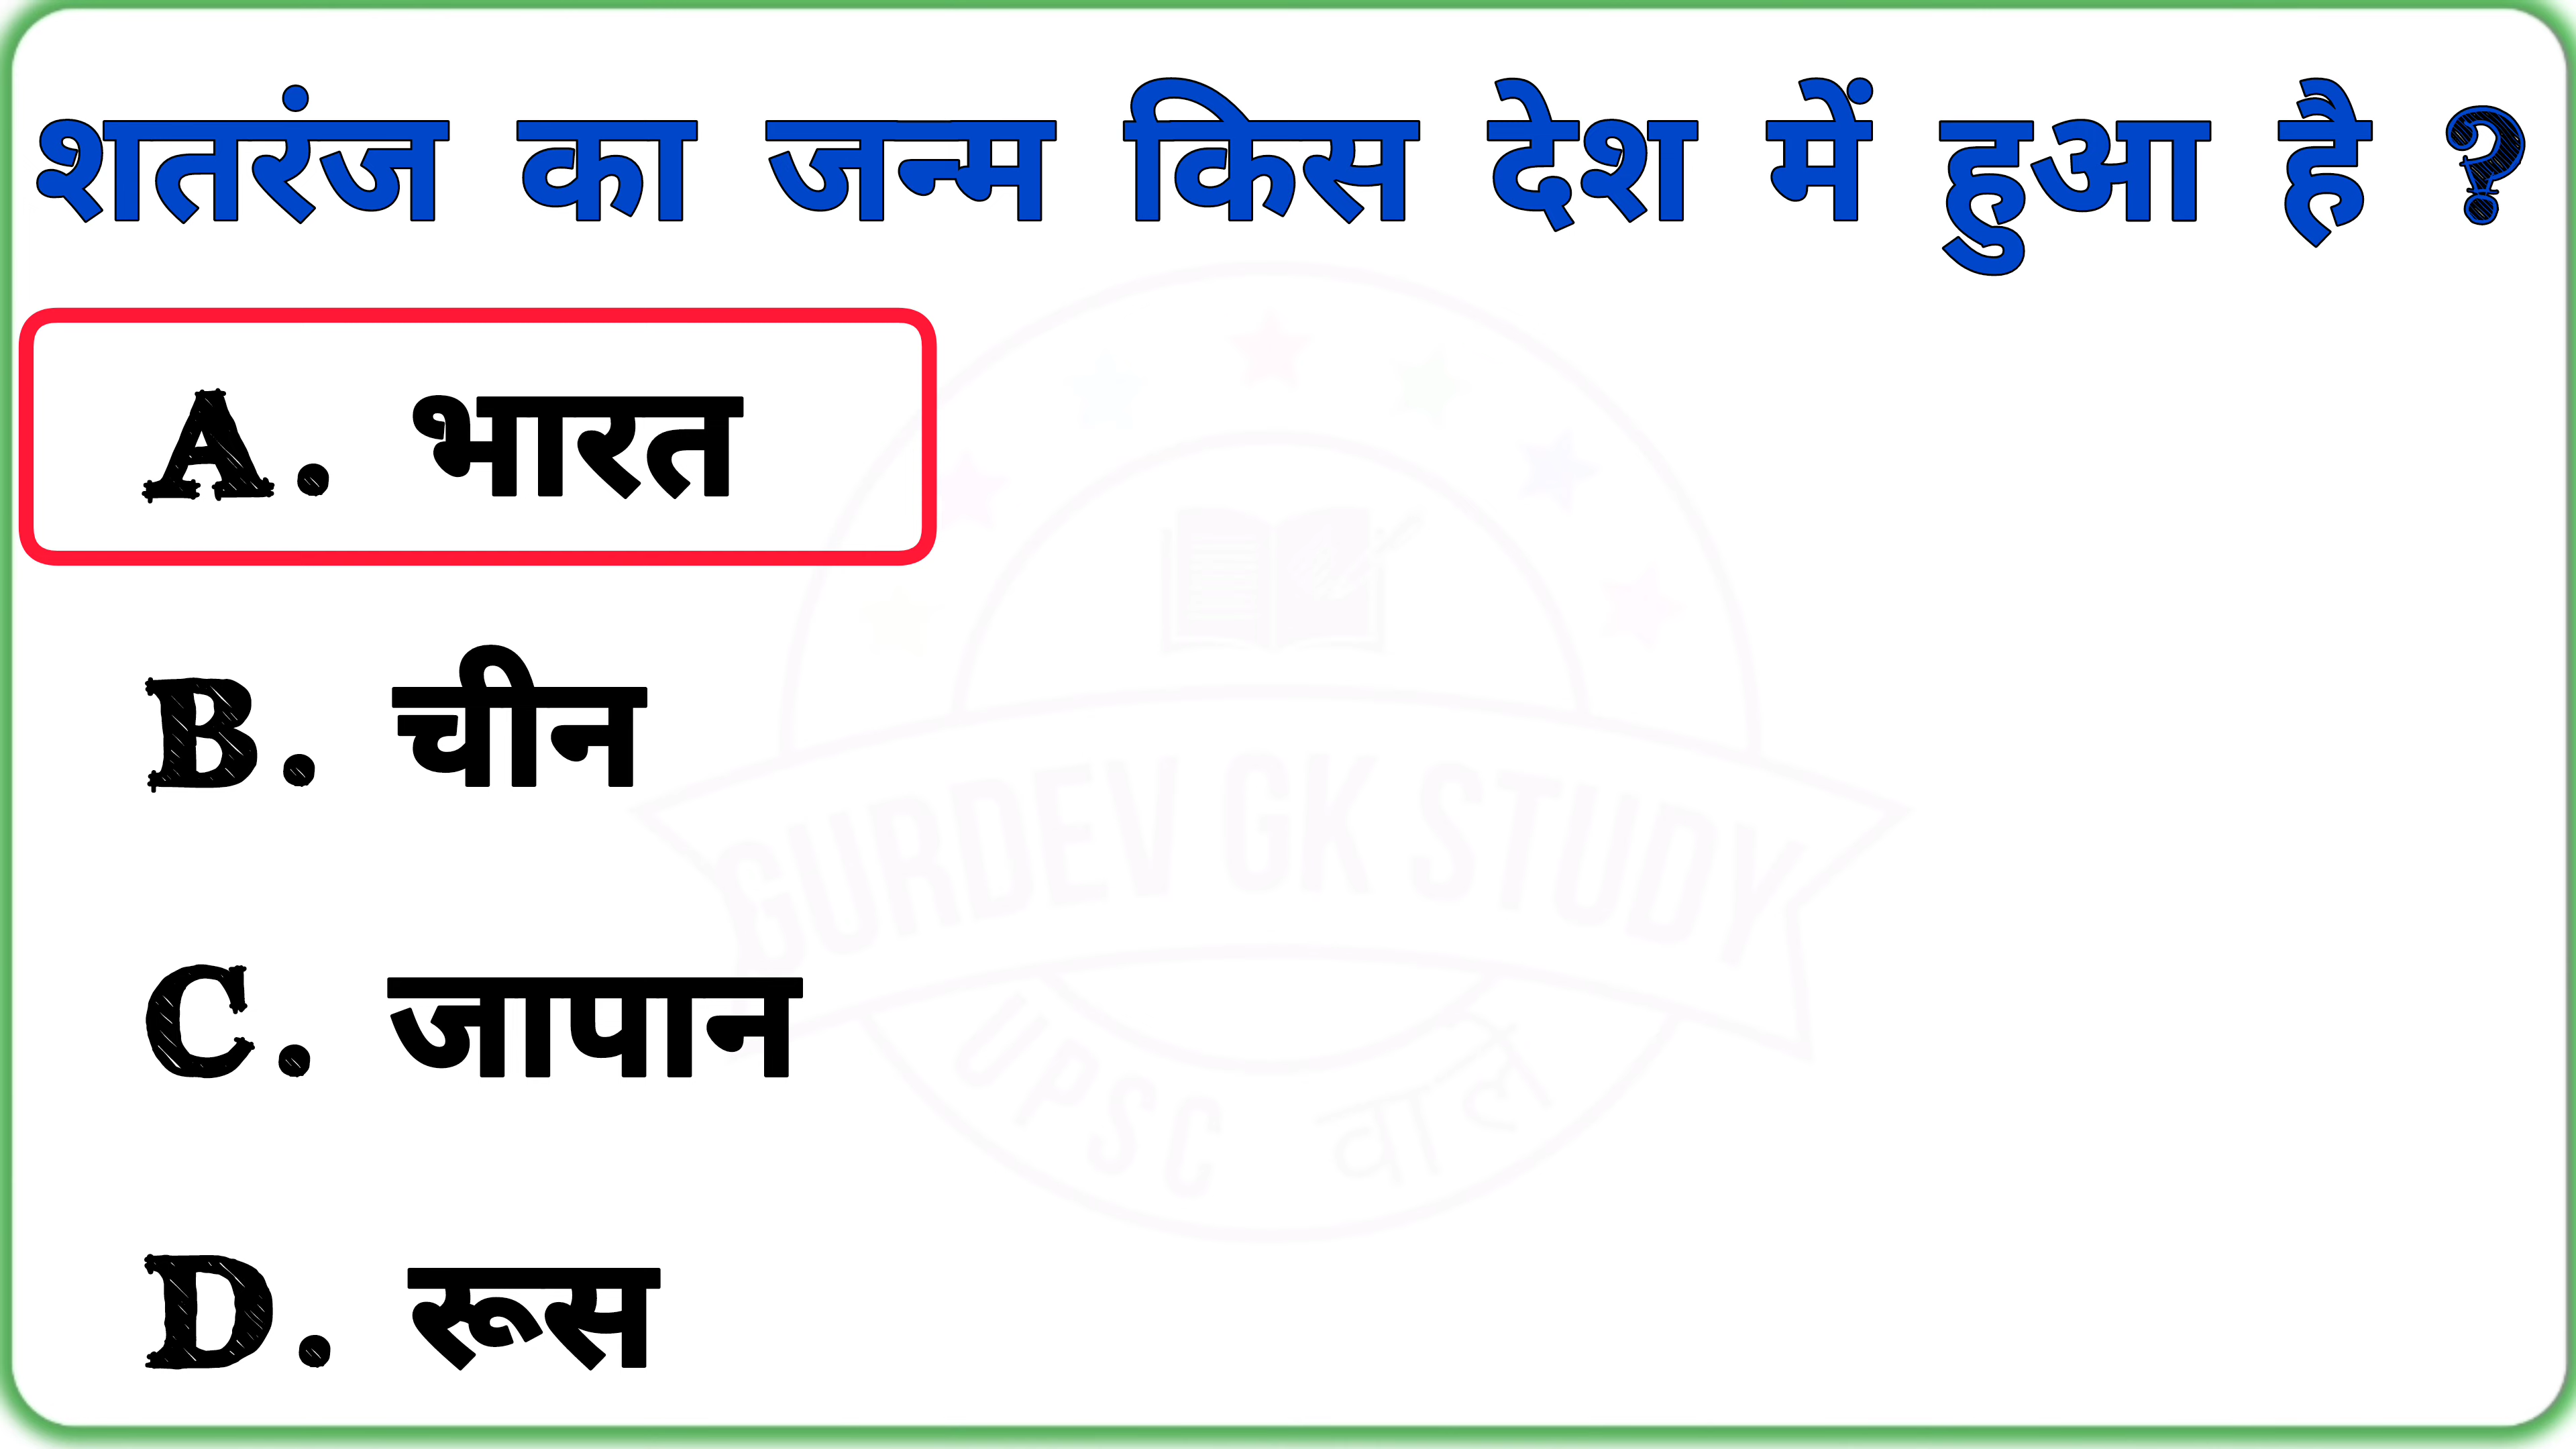 शतरंज का जन्म किस देश में हुआ है ?
A. भारत
B. चीन
C. जापान
D. रूस
GURDEV GK STUDY
UPSC वाले